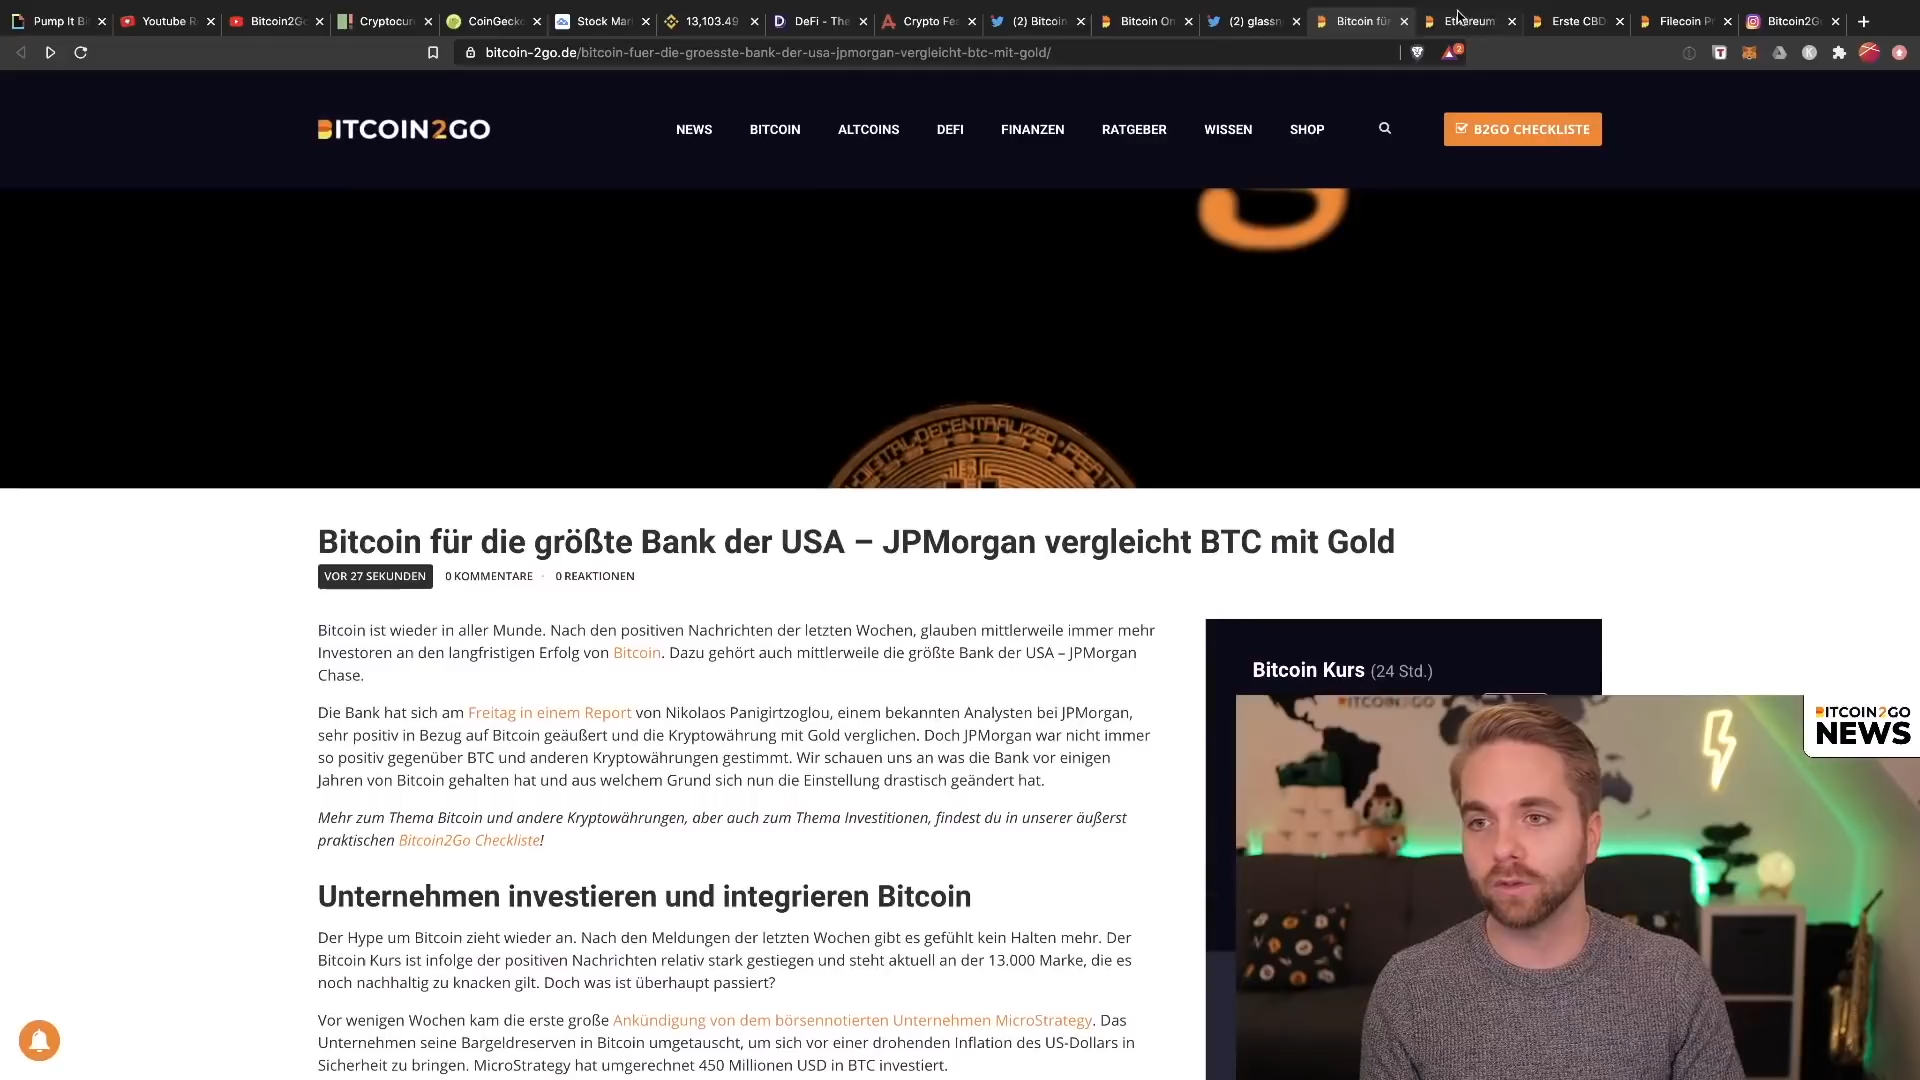 Pump It Bi
Youtube R
Bitcoin2Go
Cryptocur
CoinGecko
Stock Mar
13,103.49
DeFi - The
Crypto Fea
(2) Bitcoin
Bitcoin On
(2) glassn
Bitcoin für
Ethereum
Erste CBD
Filecoin P
Bitcoin2G
bitcoin-2go.de/bitcoin-fuer-die-groesste-bank-der-usa-jpmorgan-vergleicht-btc-mit-gold/
2
T
K
BITCOIN2GO
NEWS
BITCOIN
ALTCOINS
DEFI
FINANZEN
RATGEBER
WISSEN
SHOP
B2GO CHECKLISTE
DIGITAL DECENTRALIZED
Bitcoin für die größte Bank der USA – JPMorgan vergleicht BTC mit Gold
VOR 27 SEKUNDEN 0 KOMMENTARE · 0 REAKTIONEN
Bitcoin ist wieder in aller Munde. Nach den positiven Nachrichten der letzten Wochen, glauben mittlerweile immer mehr
Investoren an den langfristigen Erfolg von Bitcoin. Dazu gehört auch mittlerweile die größte Bank der USA – JPMorgan
Chase.
Die Bank hat sich am Freitag in einem Report von Nikolaos Panigirtzoglou, einem bekannten Analysten bei JPMorgan,
sehr positiv in Bezug auf Bitcoin geäußert und die Kryptowährung mit Gold verglichen. Doch JPMorgan war nicht immer
so positiv gegenüber BTC und anderen Kryptowährungen gestimmt. Wir schauen uns an was die Bank vor einigen
Jahren von Bitcoin gehalten hat und aus welchem Grund sich nun die Einstellung drastisch geändert hat.
Mehr zum Thema Bitcoin und andere Kryptowährungen, aber auch zum Thema Investitionen, findest du in unserer äußerst
praktischen Bitcoin2Go Checkliste!
Unternehmen investieren und integrieren Bitcoin
Der Hype um Bitcoin zieht wieder an. Nach den Meldungen der letzten Wochen gibt es gefühlt kein Halten mehr. Der
Bitcoin Kurs ist infolge der positiven Nachrichten relativ stark gestiegen und steht aktuell an der 13.000 Marke, die es
noch nachhaltig zu knacken gilt. Doch was ist überhaupt passiert?
Vor wenigen Wochen kam die erste große Ankündigung von dem börsennotierten Unternehmen MicroStrategy. Das
Unternehmen seine Bargeldreserven in Bitcoin umgetauscht, um sich vor einer drohenden Inflation des US-Dollars in
Sicherheit zu bringen. MicroStrategy hat umgerechnet 450 Millionen USD in BTC investiert.
Bitcoin Kurs (24 Std.)
BITCOIN2GO
BITCOIN2GO
NEWS